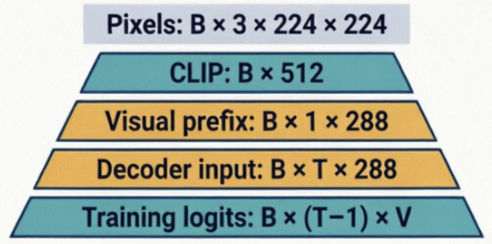 Pixels: B × 3 × 224 × 224
CLIP: B × 512
Visual prefix: B × 1 × 288
Decoder input: B × T × 288
Training logits: B × (T−1) × V